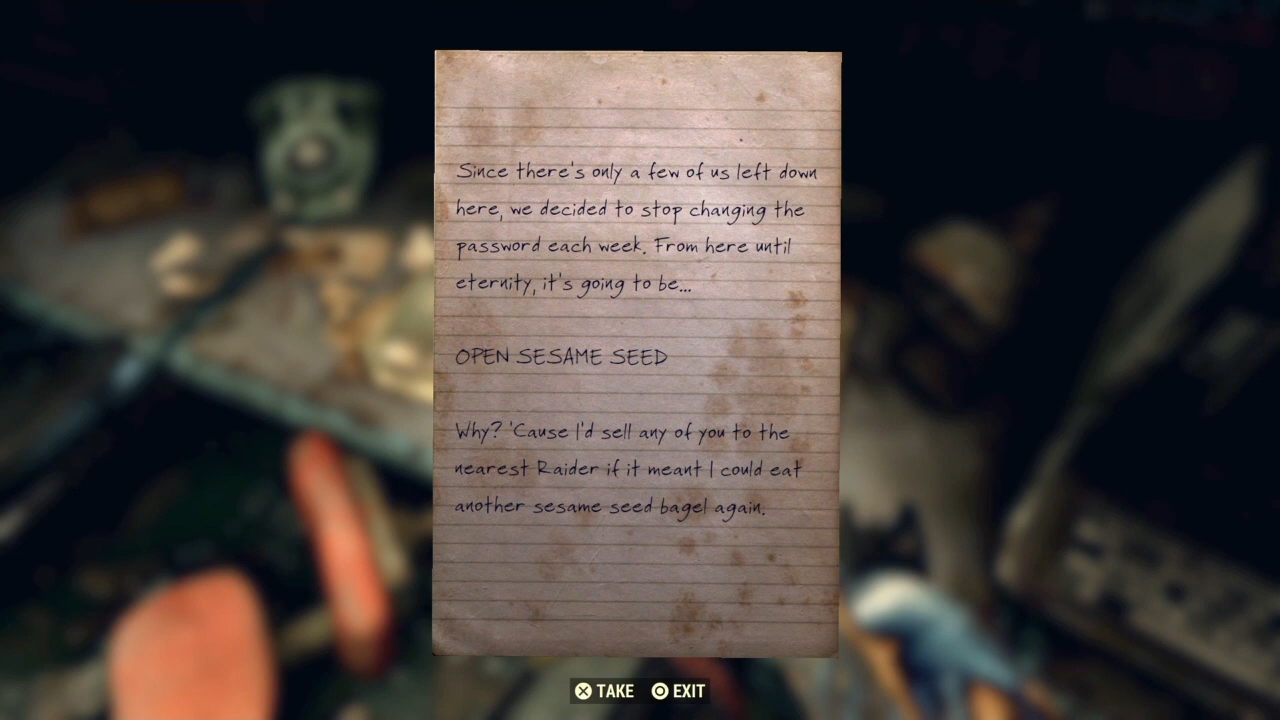 Since there's only a few of us left down
here, we decided to stop changing the
password each week. From here until
eternity, it's going to be...
OPEN SESAME SEED
Why? 'Cause I'd sell any of you to the
nearest Raider if it meant I could eat
another sesame seed bagel again.
TAKE EXIT